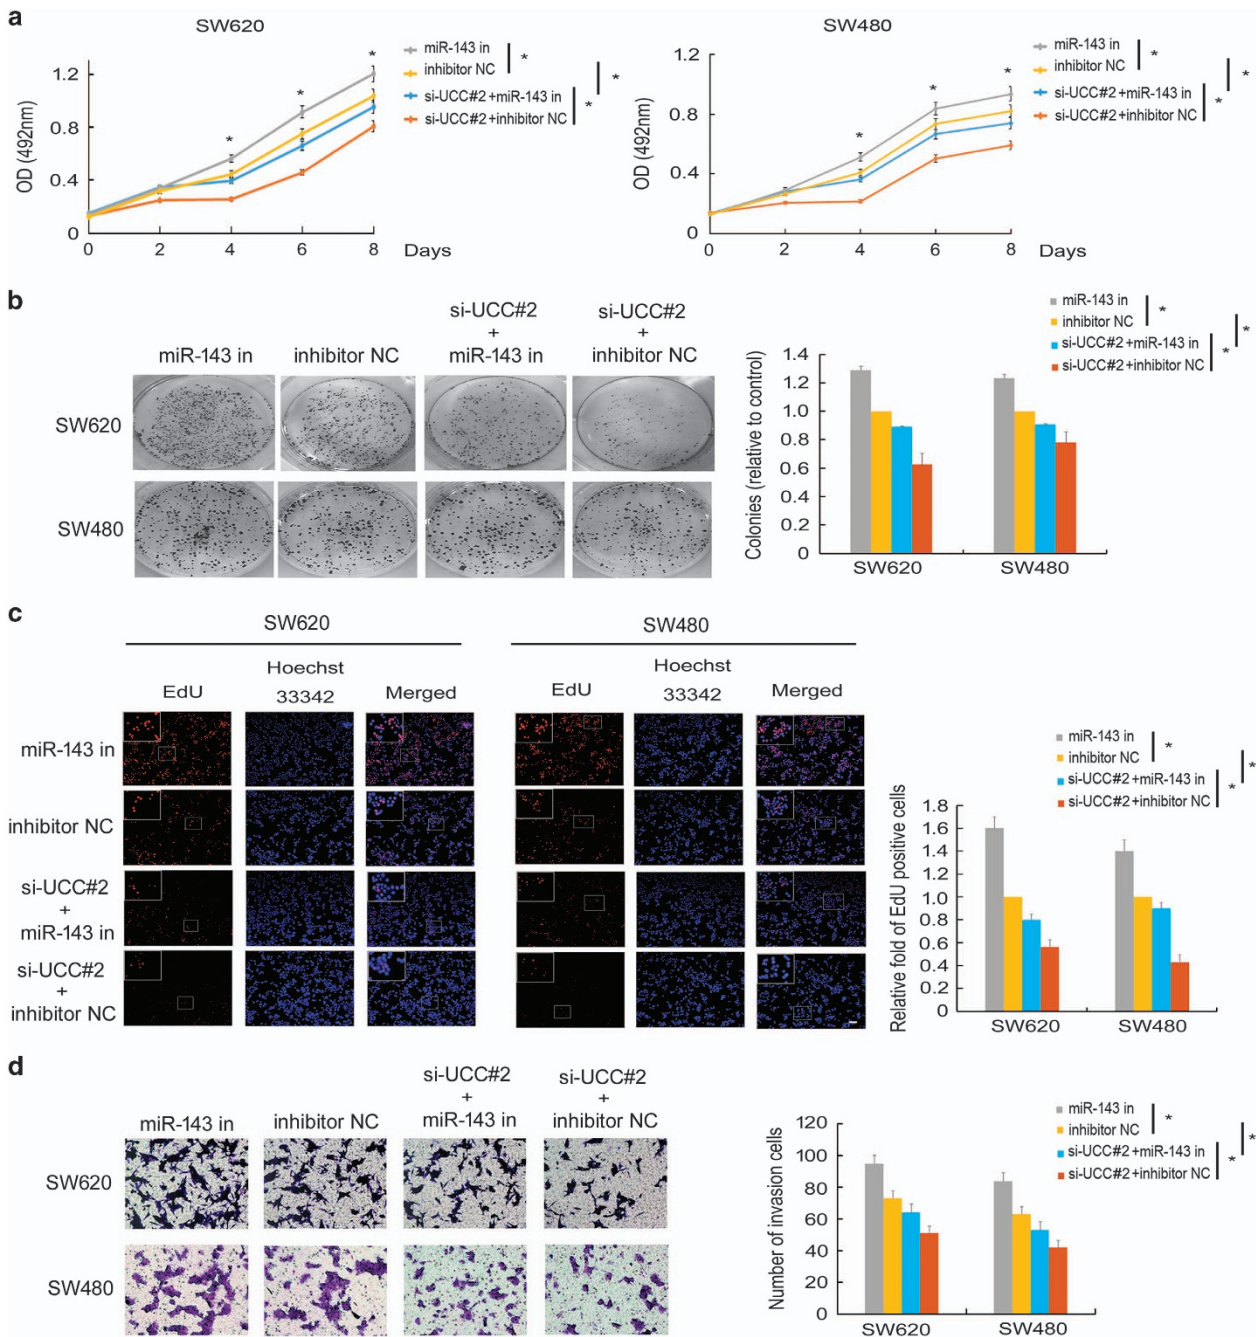 a
SW620
OD (492nm)
1.2
0.8
0.4
0
0 2 4 6 8 Days
* * *
miR-143 in
inhibitor NC
si-UCC#2+miR-143 in
si-UCC#2+inhibitor NC
* * *
SW480
OD (492nm)
1.2
0.8
0.4
0
0 2 4 6 8 Days
* * *
miR-143 in
inhibitor NC
si-UCC#2+miR-143 in
si-UCC#2+inhibitor NC
* * *
b
miR-143 in
inhibitor NC
si-UCC#2
+
miR-143 in
si-UCC#2
+
inhibitor NC
SW620
SW480
miR-143 in
inhibitor NC
si-UCC#2+miR-143 in
si-UCC#2+inhibitor NC
* * *
Colonies (relative to control)
1.4
1.2
1.0
0.8
0.6
0.4
0.2
0
SW620 SW480
c
SW620
EdU
Hoechst
33342
Merged
SW480
EdU
Hoechst
33342
Merged
miR-143 in
inhibitor NC
si-UCC#2
+
miR-143 in
si-UCC#2
+
inhibitor NC
miR-143 in
inhibitor NC
si-UCC#2+miR-143 in
si-UCC#2+inhibitor NC
* * *
Relative fold of EdU positive cells
1.8
1.6
1.4
1.2
1.0
0.8
0.6
0.4
0.2
0
SW620 SW480
d
miR-143 in
inhibitor NC
si-UCC#2
+
miR-143 in
si-UCC#2
+
inhibitor NC
SW620
SW480
miR-143 in
inhibitor NC
si-UCC#2+miR-143 in
si-UCC#2+inhibitor NC
* * *
Number of invasion cells
120
100
80
60
40
20
0
SW620 SW480